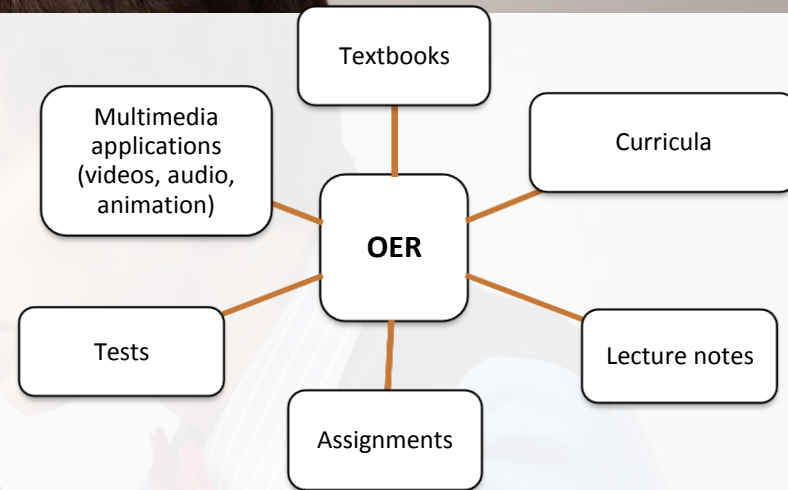 Textbooks
Multimedia
applications
(videos, audio,
animation)
Curricula
OER
Tests
Lecture notes
Assignments